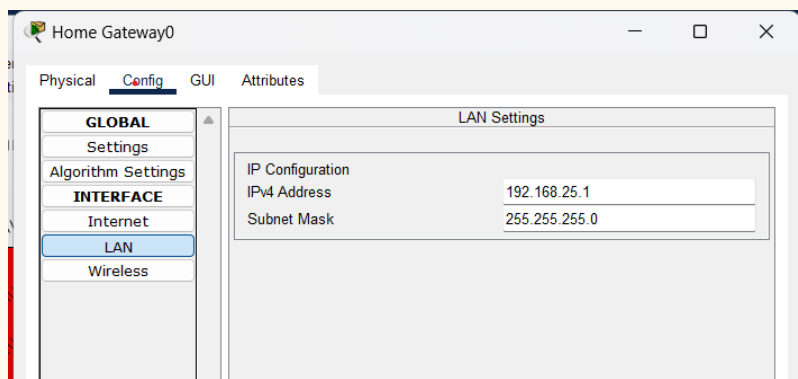 Home Gateway0
Physical Config GUI Attributes
GLOBAL
Settings
Algorithm Settings
INTERFACE
Internet
LAN
Wireless
LAN Settings
IP Configuration
IPv4 Address 192.168.25.1
Subnet Mask 255.255.255.0